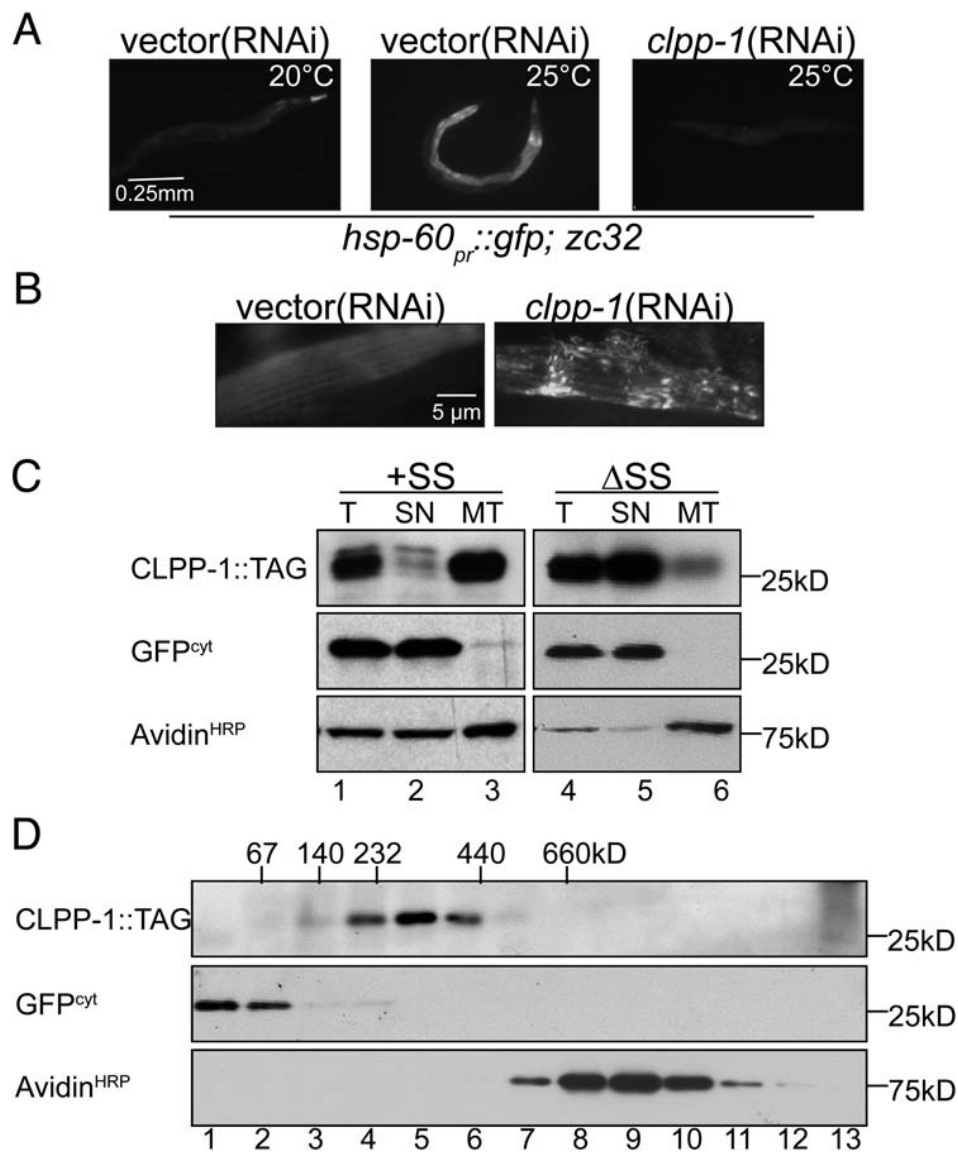 A
vector(RNAi) vector(RNAi) clpp-1(RNAi)
20°C 25°C 25°C
0.25mm
hsp-60pr::gfp; zc32
B
vector(RNAi) clpp-1(RNAi)
5 µm
C
+SS ΔSS
T SN MT T SN MT
CLPP-1::TAG 25kD
GFPcyt 25kD
AvidinHRP 75kD
1 2 3 4 5 6
D
67 140 232 440 660kD
CLPP-1::TAG 25kD
GFPcyt 25kD
AvidinHRP 75kD
1 2 3 4 5 6 7 8 9 10 11 12 13